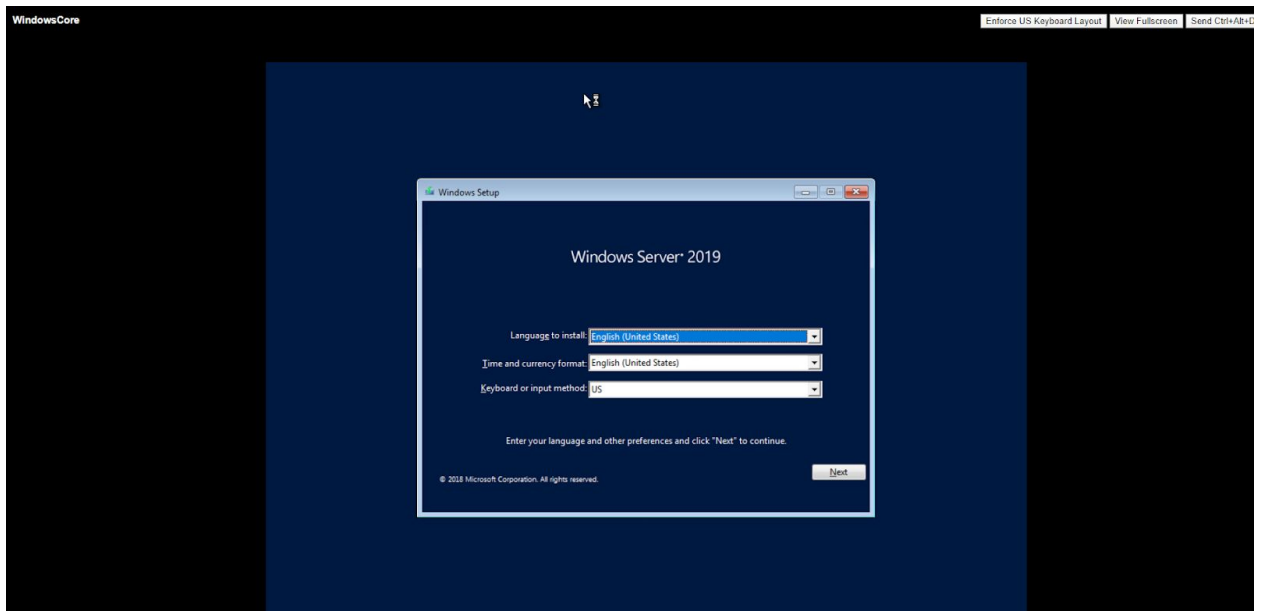 WindowsCore
Enforce US Keyboard Layout View Fullscreen Send Ctrl+Alt+D
Windows Setup
Windows Server 2019
Language to install: English (United States)
Time and currency format: English (United States)
Keyboard or input method: US
Enter your language and other preferences and click "Next" to continue.
Next
© 2018 Microsoft Corporation. All rights reserved.